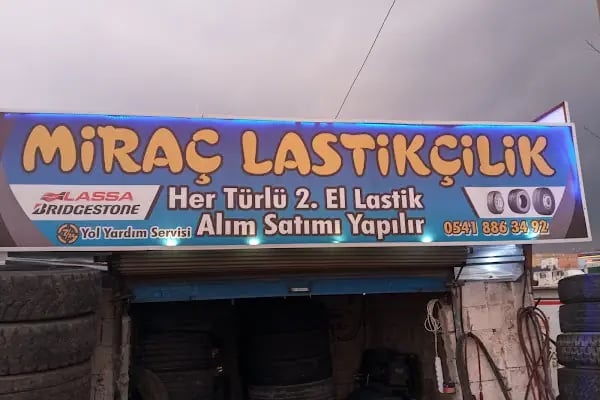 MİRAÇ LASTİKÇİLİK
LASSA
BRIDGESTONE
Her Türlü 2. El Lastik
Alım Satımı Yapılır
Yol Yardım Servisi
0541 886 34 92